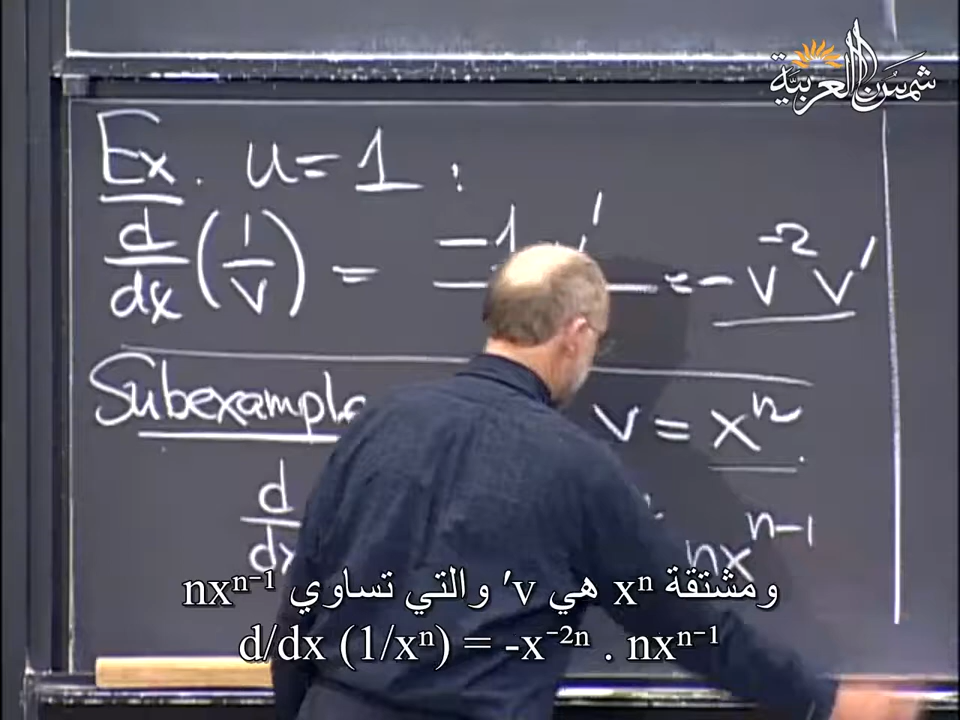 شمس العربية
Ex. u = 1 :
d/dx (1/v) = -1 v'/ = - v⁻² v'
Subexample v = xⁿ
d/dx nxⁿ⁻¹
ومشتقة xⁿ هي v′ والتي تساوي nxⁿ⁻¹
d/dx (1/xⁿ) = -x⁻²ⁿ . nxⁿ⁻¹